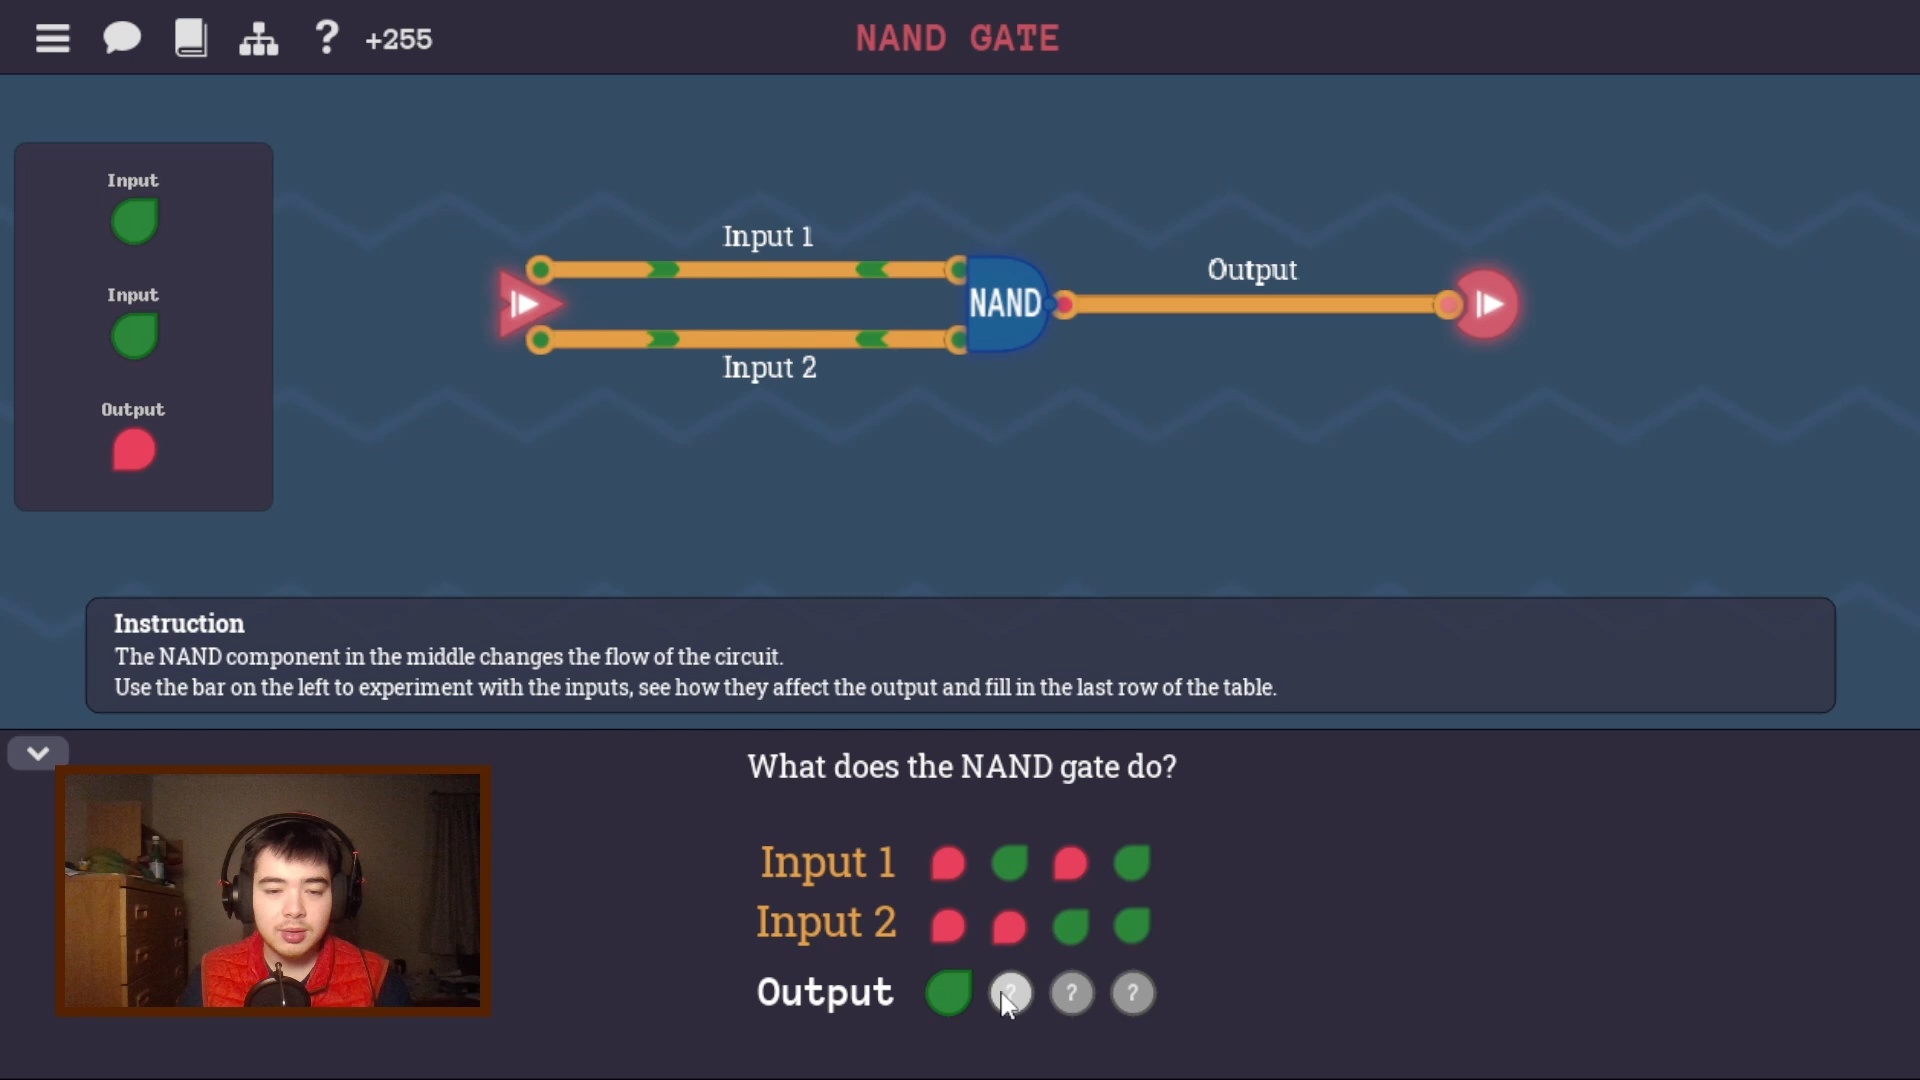 ? +255
NAND GATE
Input
Input
Output
Input 1
Input 2
NAND
Output
Instruction
The NAND component in the middle changes the flow of the circuit.
Use the bar on the left to experiment with the inputs, see how they affect the output and fill in the last row of the table.
What does the NAND gate do?
Input 1
Input 2
Output ? ? ?